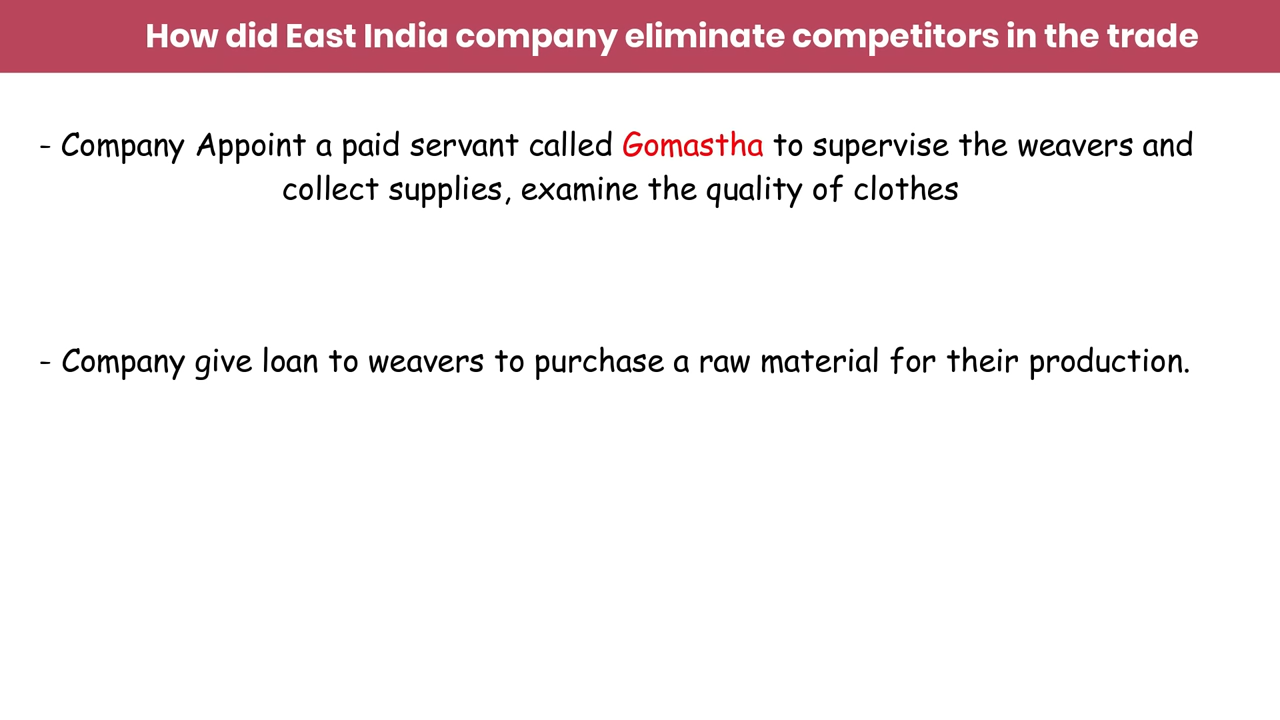 How did East India company eliminate competitors in the trade
- Company Appoint a paid servant called Gomastha to supervise the weavers and
collect supplies, examine the quality of clothes
- Company give loan to weavers to purchase a raw material for their production.